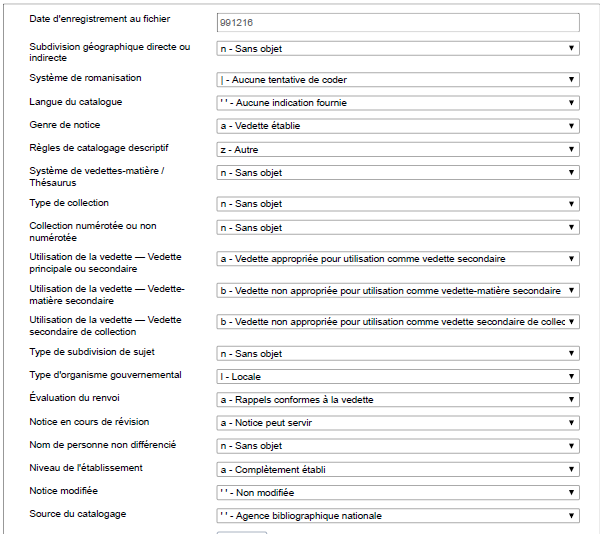 Date d'enregistrement au fichier
991216
Subdivision géographique directe ou
indirecte
n - Sans objet
Système de romanisation
| - Aucune tentative de coder
Langue du catalogue
' ' - Aucune indication fournie
Genre de notice
a - Vedette établie
Règles de catalogage descriptif
z - Autre
Système de vedettes-matière /
Thésaurus
n - Sans objet
Type de collection
n - Sans objet
Collection numérotée ou non
numérotée
n - Sans objet
Utilisation de la vedette — Vedette
principale ou secondaire
a - Vedette appropriée pour utilisation comme vedette secondaire
Utilisation de la vedette — Vedette-
matière secondaire
b - Vedette non appropriée pour utilisation comme vedette-matière secondaire
Utilisation de la vedette — Vedette
secondaire de collection
b - Vedette non appropriée pour utilisation comme vedette secondaire de collec
Type de subdivision de sujet
n - Sans objet
Type d'organisme gouvernemental
l - Locale
Évaluation du renvoi
a - Rappels conformes à la vedette
Notice en cours de révision
a - Notice peut servir
Nom de personne non différencié
n - Sans objet
Niveau de l'établissement
a - Complètement établi
Notice modifiée
' ' - Non modifiée
Source du catalogage
' ' - Agence bibliographique nationale